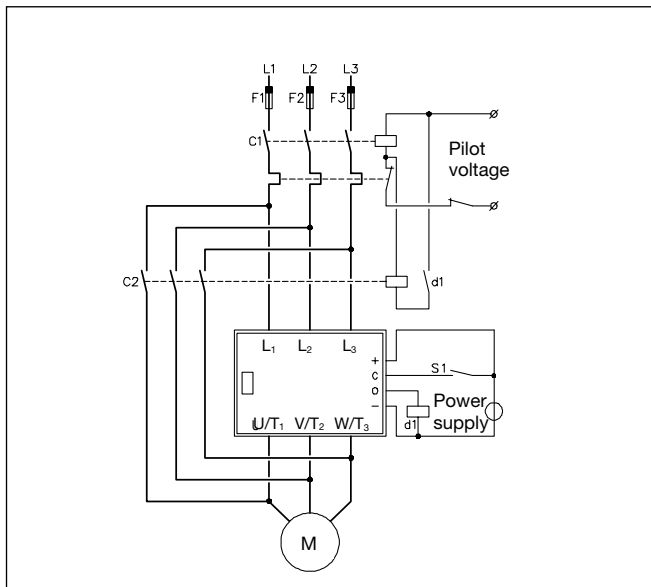 L1 L2 L3
F1 F2 F3
C1
Pilot
voltage
C2
d1
L1 L2 L3
+
S1
C
O
Power
supply
−
d1
U/T1 V/T2 W/T3
M